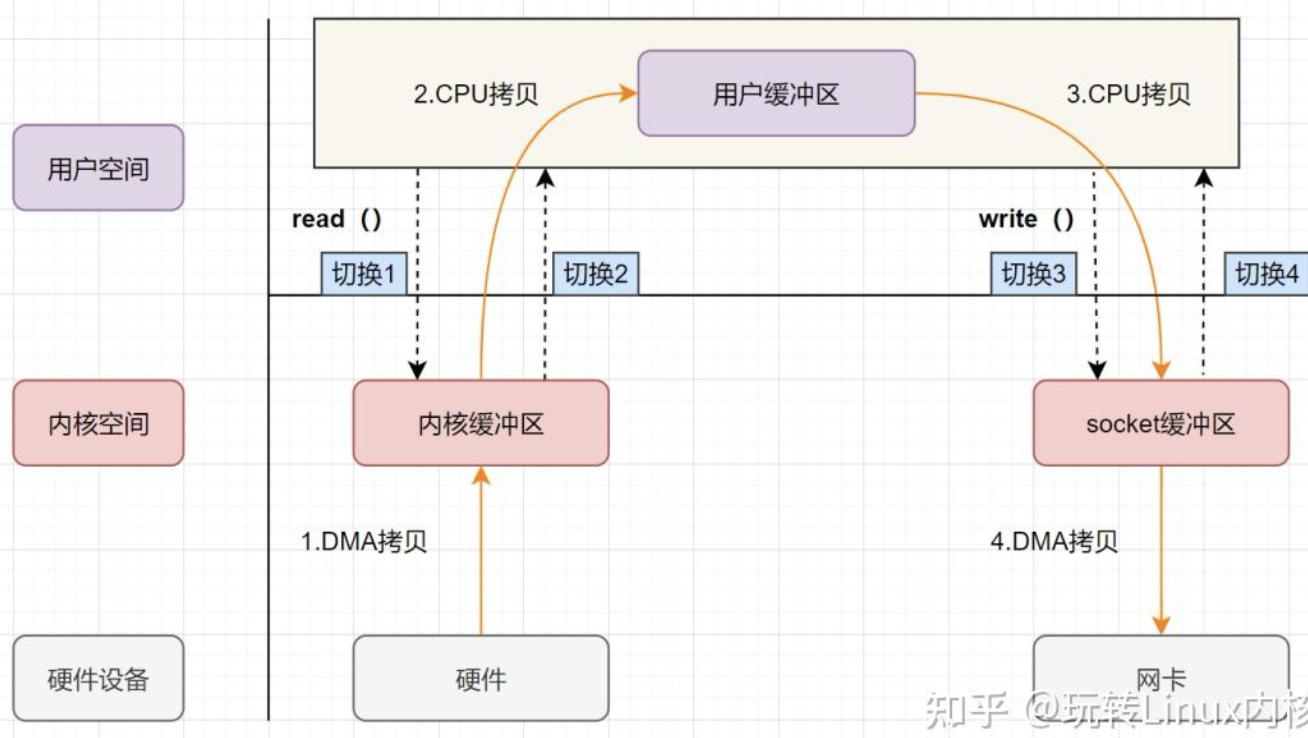 2.CPU拷贝
用户缓冲区
3.CPU拷贝
用户空间
read（）
write（）
切换1
切换2
切换3
切换4
内核空间
内核缓冲区
socket缓冲区
1.DMA拷贝
4.DMA拷贝
硬件设备
硬件
网卡
知乎 @玩转Linux内核